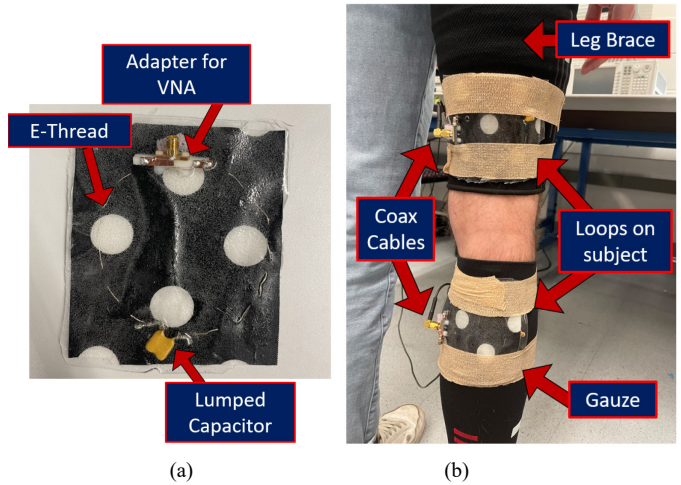 Adapter for
VNA
E-Thread
Lumped
Capacitor
(a)
Leg Brace
Coax
Cables
Loops on
subject
Gauze
(b)